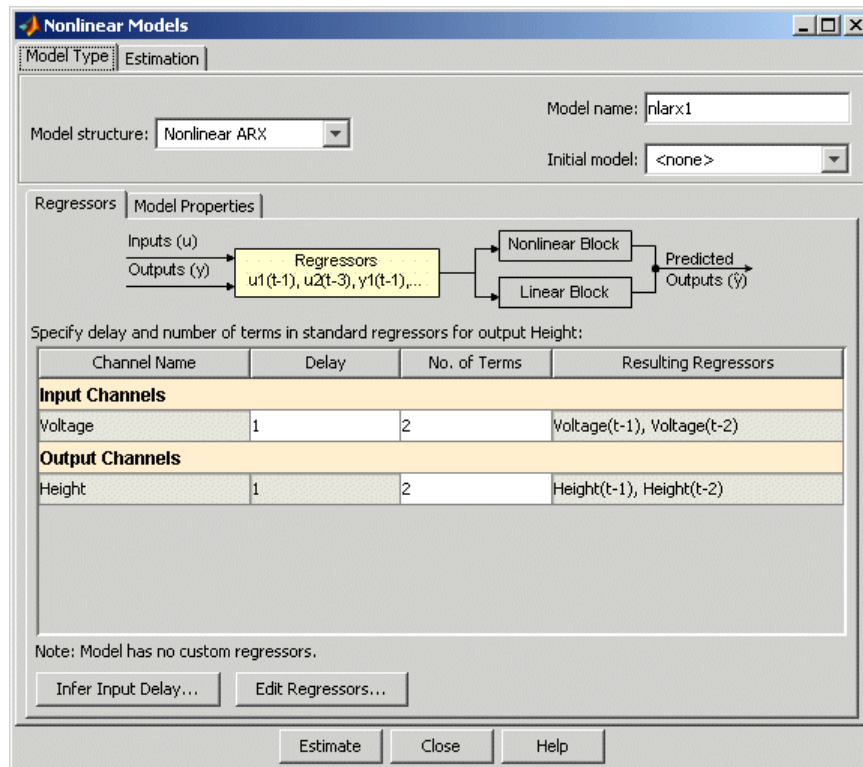 Nonlinear Models
Model Type Estimation
Model name: nlarx1
Model structure: Nonlinear ARX
Initial model: <none>
Regressors Model Properties
Inputs (u)
Outputs (y)
Regressors
u1(t-1), u2(t-3), y1(t-1),...
Nonlinear Block
Linear Block
Predicted
Outputs (ŷ)
Specify delay and number of terms in standard regressors for output Height:
Channel Name Delay No. of Terms Resulting Regressors
Input Channels
Voltage 1 2 Voltage(t-1), Voltage(t-2)
Output Channels
Height 1 2 Height(t-1), Height(t-2)
Note: Model has no custom regressors.
Infer Input Delay... Edit Regressors...
Estimate Close Help